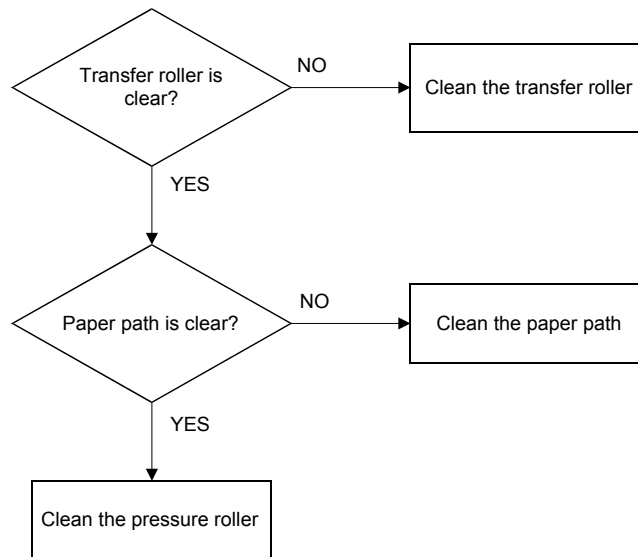 Transfer roller is
clear?
NO
Clean the transfer roller
YES
Paper path is clear?
NO
Clean the paper path
YES
Clean the pressure roller